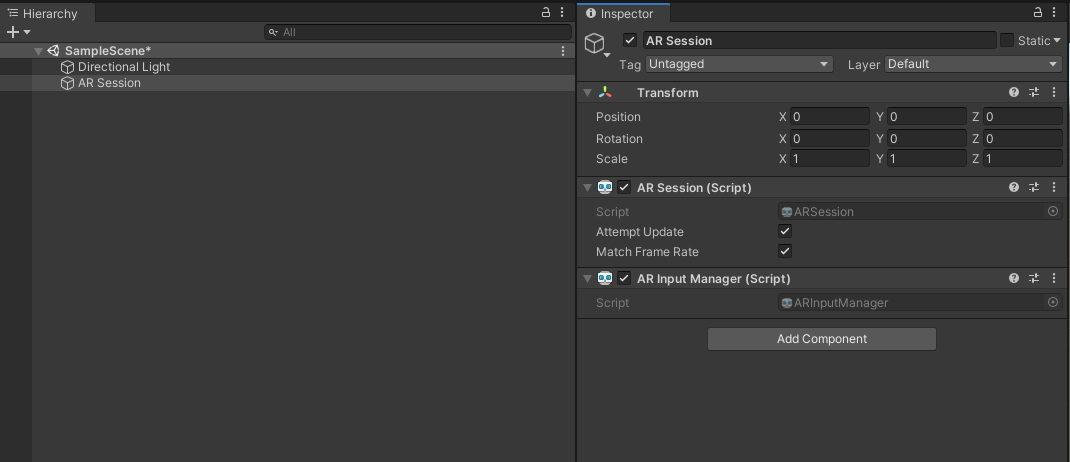 Hierarchy
All
SampleScene*
Directional Light
AR Session
Inspector
AR Session Static
Tag Untagged Layer Default
Transform
Position X 0 Y 0 Z 0
Rotation X 0 Y 0 Z 0
Scale X 1 Y 1 Z 1
AR Session (Script)
Script ARSession
Attempt Update
Match Frame Rate
AR Input Manager (Script)
Script ARInputManager
Add Component